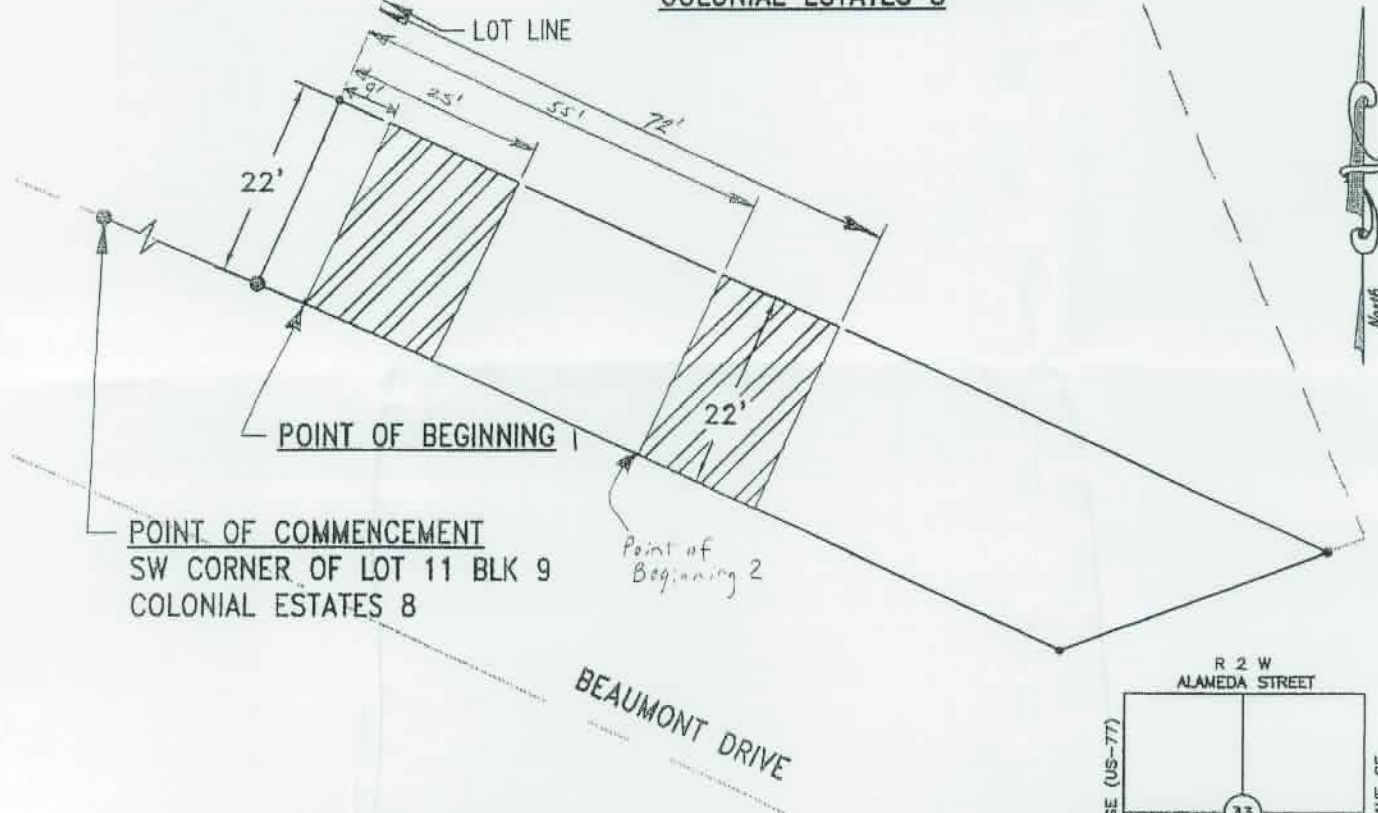 COLONIAL ESTATES 8
LOT LINE
9'
25'
55'
72'
22'
North
POINT OF BEGINNING 1
22'
POINT OF COMMENCEMENT
SW CORNER OF LOT 11 BLK 9
COLONIAL ESTATES 8
Point of
Beginning 2
BEAUMONT DRIVE
R 2 W
ALAMEDA STREET
(US-77)
33